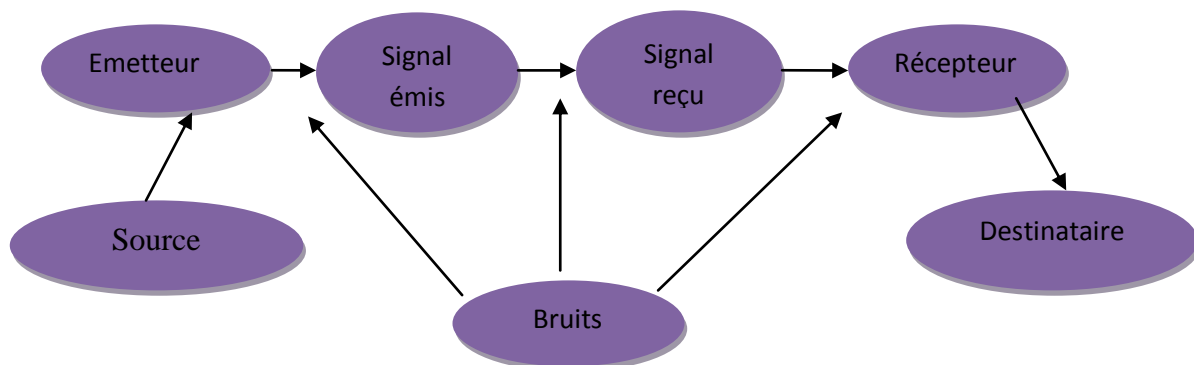 Emetteur
Signal
émis
Signal
reçu
Récepteur
Source
Destinataire
Bruits